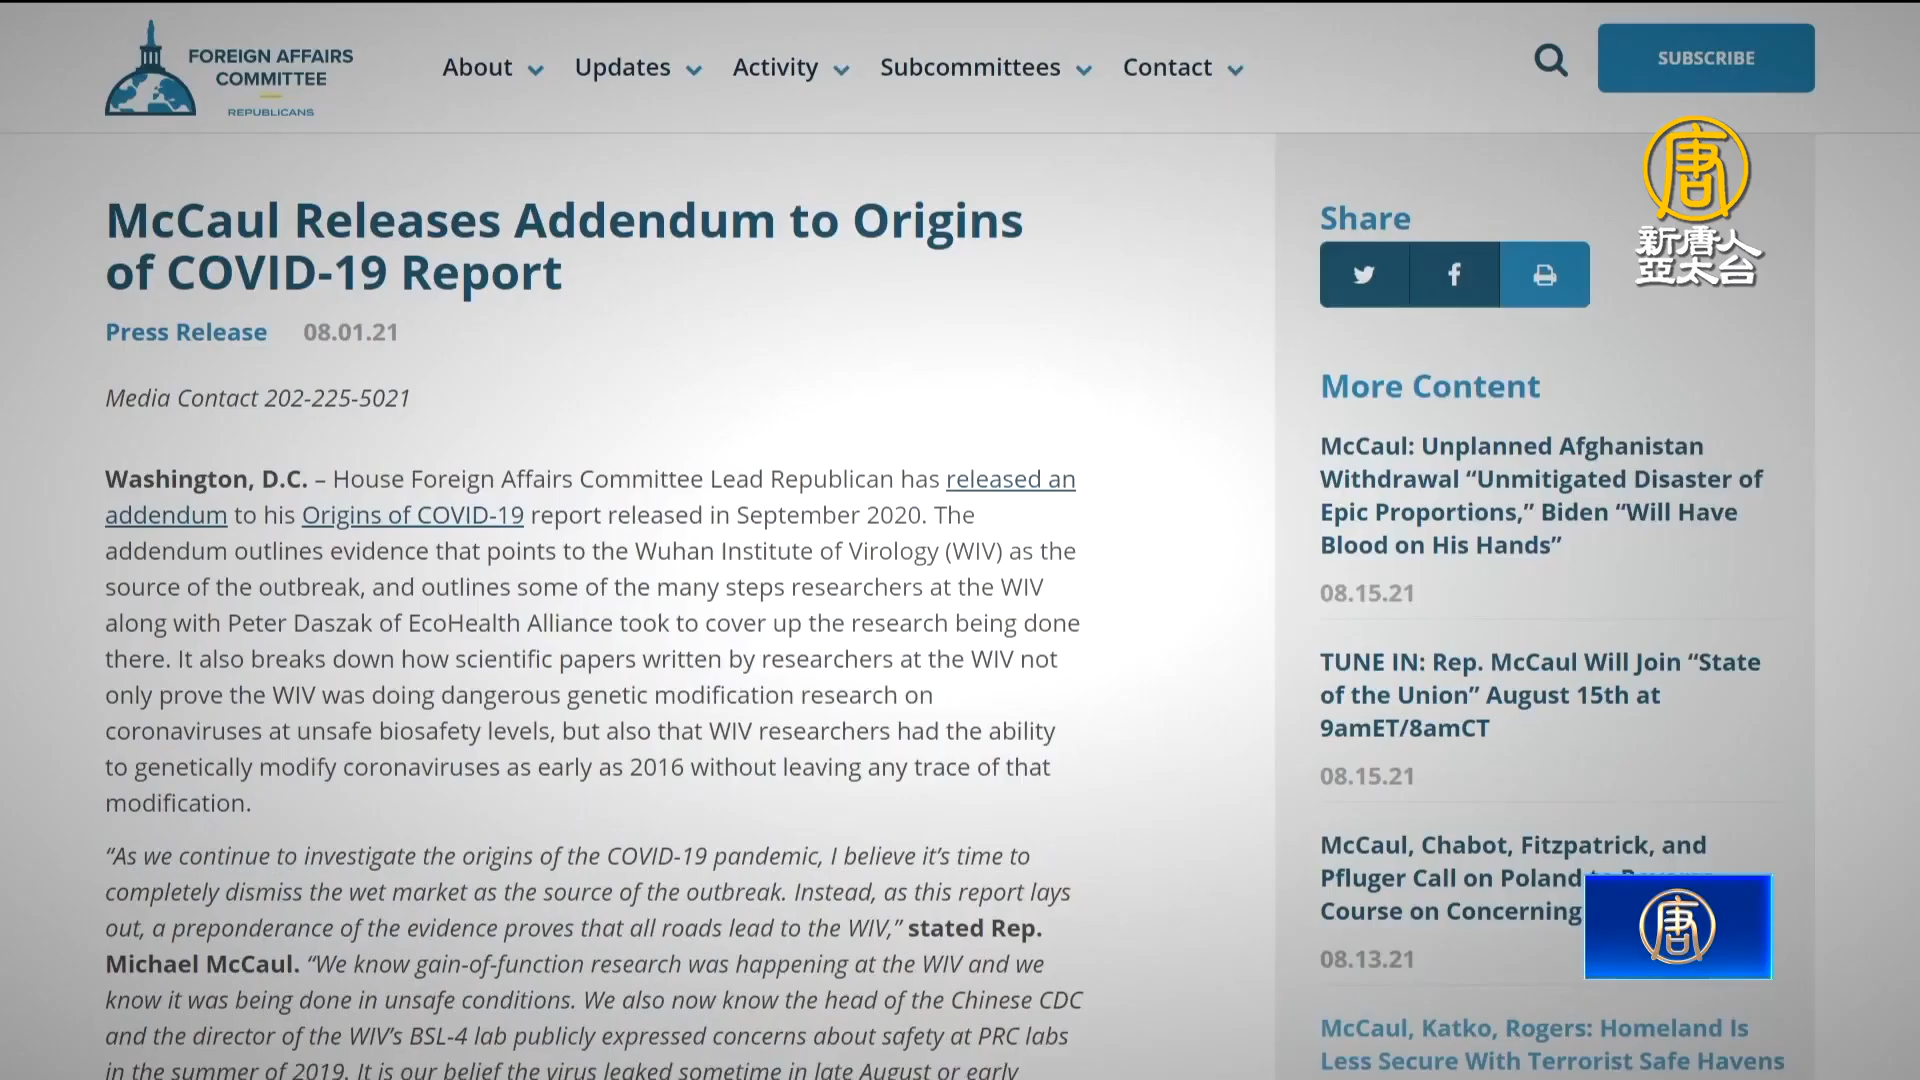 FOREIGN AFFAIRS
COMMITTEE
REPUBLICANS
About
Updates
Activity
Subcommittees
Contact
SUBSCRIBE
唐
新唐人
亞太台
McCaul Releases Addendum to Origins
of COVID-19 Report
Press Release 08.01.21
Media Contact 202-225-5021
Washington, D.C. – House Foreign Affairs Committee Lead Republican has released an
addendum to his Origins of COVID-19 report released in September 2020. The
addendum outlines evidence that points to the Wuhan Institute of Virology (WIV) as the
source of the outbreak, and outlines some of the many steps researchers at the WIV
along with Peter Daszak of EcoHealth Alliance took to cover up the research being done
there. It also breaks down how scientific papers written by researchers at the WIV not
only prove the WIV was doing dangerous genetic modification research on
coronaviruses at unsafe biosafety levels, but also that WIV researchers had the ability
to genetically modify coronaviruses as early as 2016 without leaving any trace of that
modification.
“As we continue to investigate the origins of the COVID-19 pandemic, I believe it’s time to
completely dismiss the wet market as the source of the outbreak. Instead, as this report lays
out, a preponderance of the evidence proves that all roads lead to the WIV,” stated Rep.
Michael McCaul. “We know gain-of-function research was happening at the WIV and we
know it was being done in unsafe conditions. We also now know the head of the Chinese CDC
and the director of the WIV’s BSL-4 lab publicly expressed concerns about safety at PRC labs
in the summer of 2019. It is our belief the virus leaked sometime in late August or early
Share
More Content
McCaul: Unplanned Afghanistan
Withdrawal “Unmitigated Disaster of
Epic Proportions,” Biden “Will Have
Blood on His Hands”
08.15.21
TUNE IN: Rep. McCaul Will Join “State
of the Union” August 15th at
9amET/8amCT
08.15.21
McCaul, Chabot, Fitzpatrick, and
Pfluger Call on Poland
Course on Concerning
08.13.21
唐
McCaul, Katko, Rogers: Homeland Is
Less Secure With Terrorist Safe Havens